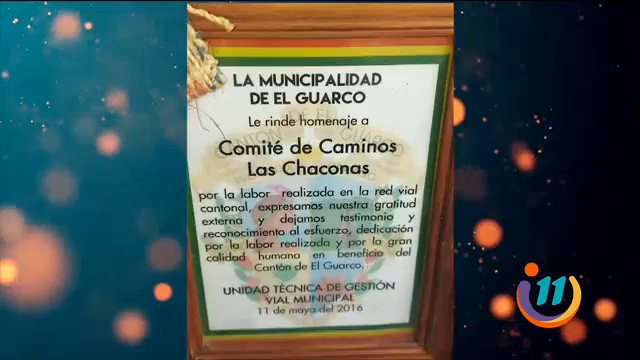 LA MUNICIPALIDAD
DE EL GUARCO
Le rinde homenaje a
Comité de Caminos
Las Chaconas
por la labor realizada en la red vial
cantonal, expresamos nuestra gratitud
externa y dejamos testimonio y
reconocimiento al esfuerzo, dedicación
por la labor realizada y por la gran
calidad humana en beneficio del
Cantón de El Guarco.
UNIDAD TÉCNICA DE GESTIÓN
VIAL MUNICIPAL
11 de mayo del 2016
11